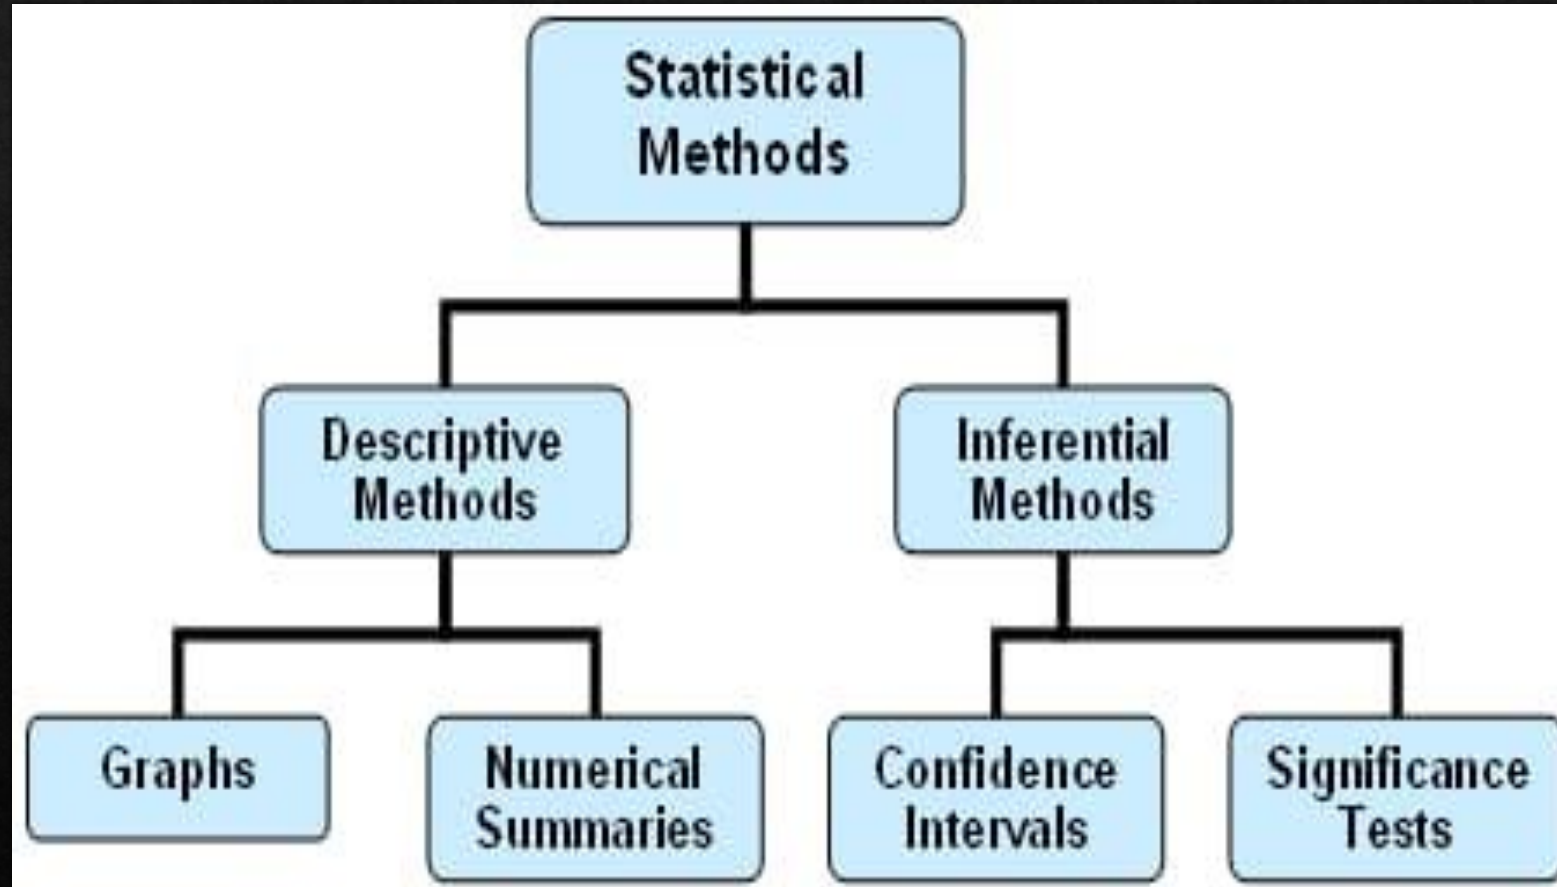 Statistical
Methods
Descriptive
Methods
Inferential
Methods
Graphs
Numerical
Summaries
Confidence
Intervals
Significance
Tests